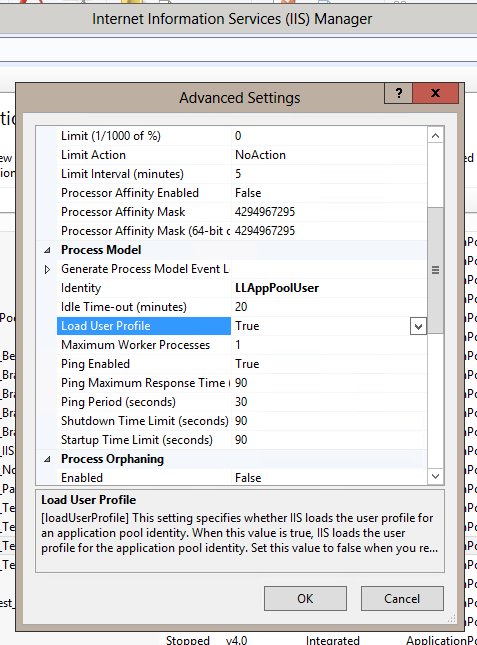 Internet Information Services (IIS) Manager
Advanced Settings
?
x
Limit (1/1000 of %) 0
Limit Action NoAction
Limit Interval (minutes) 5
Processor Affinity Enabled False
Processor Affinity Mask 4294967295
Processor Affinity Mask (64-bit c 4294967295
Process Model
Generate Process Model Event L
Identity LLAppPoolUser
Idle Time-out (minutes) 20
Load User Profile True
Maximum Worker Processes 1
Ping Enabled True
Ping Maximum Response Time ( 90
Ping Period (seconds) 30
Shutdown Time Limit (seconds) 90
Startup Time Limit (seconds) 90
Process Orphaning
Enabled False
Load User Profile
[loadUserProfile] This setting specifies whether IIS loads the user profile for
an application pool identity. When this value is true, IIS loads the user
profile for the application pool identity. Set this value to false when you re...
OK Cancel
Stopped v4.0 Integrated ApplicationPo